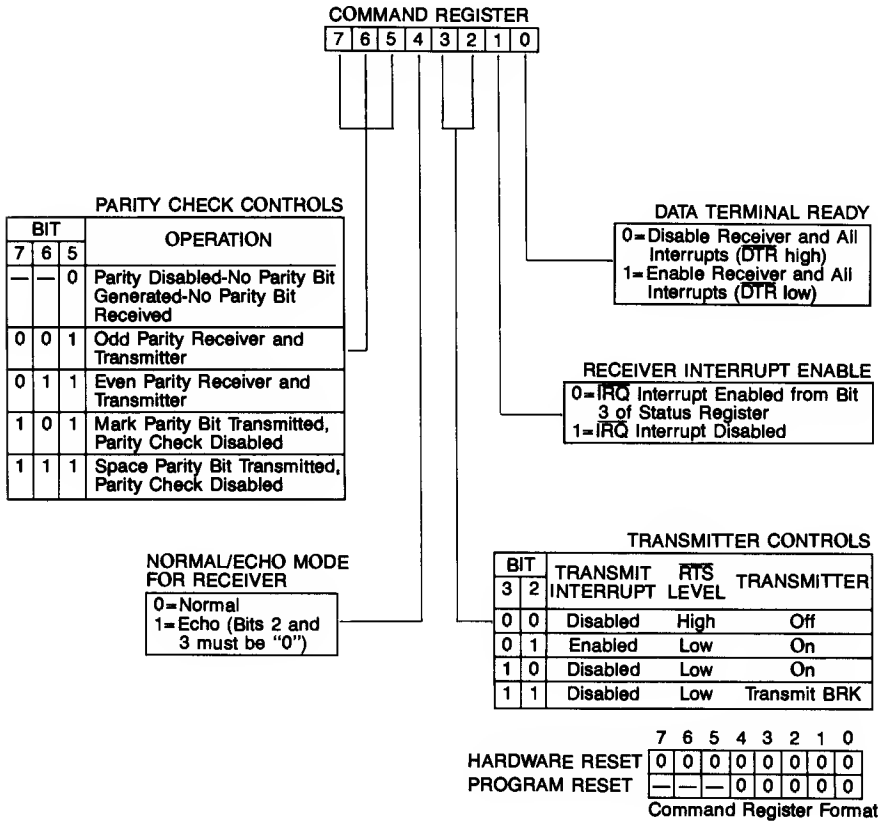 COMMAND REGISTER
7 6 5 4 3 2 1 0
PARITY CHECK CONTROLS
BIT OPERATION
7 6 5
— — 0 Parity Disabled-No Parity Bit
Generated-No Parity Bit
Received
0 0 1 Odd Parity Receiver and
Transmitter
0 1 1 Even Parity Receiver and
Transmitter
1 0 1 Mark Parity Bit Transmitted,
Parity Check Disabled
1 1 1 Space Parity Bit Transmitted,
Parity Check Disabled
DATA TERMINAL READY
0=Disable Receiver and All
Interrupts (D̅T̅R̅ high)
1=Enable Receiver and All
Interrupts (D̅T̅R̅ low)
RECEIVER INTERRUPT ENABLE
0=I̅R̅Q̅ Interrupt Enabled from Bit
3 of Status Register
1=I̅R̅Q̅ Interrupt Disabled
NORMAL/ECHO MODE
FOR RECEIVER
0=Normal
1=Echo (Bits 2 and
3 must be "0")
TRANSMITTER CONTROLS
BIT TRANSMIT R̅T̅S̅ TRANSMITTER
3 2 INTERRUPT LEVEL
0 0 Disabled High Off
0 1 Enabled Low On
1 0 Disabled Low On
1 1 Disabled Low Transmit BRK
7 6 5 4 3 2 1 0
HARDWARE RESET 0 0 0 0 0 0 0 0
PROGRAM RESET — — — 0 0 0 0 0
Command Register Format